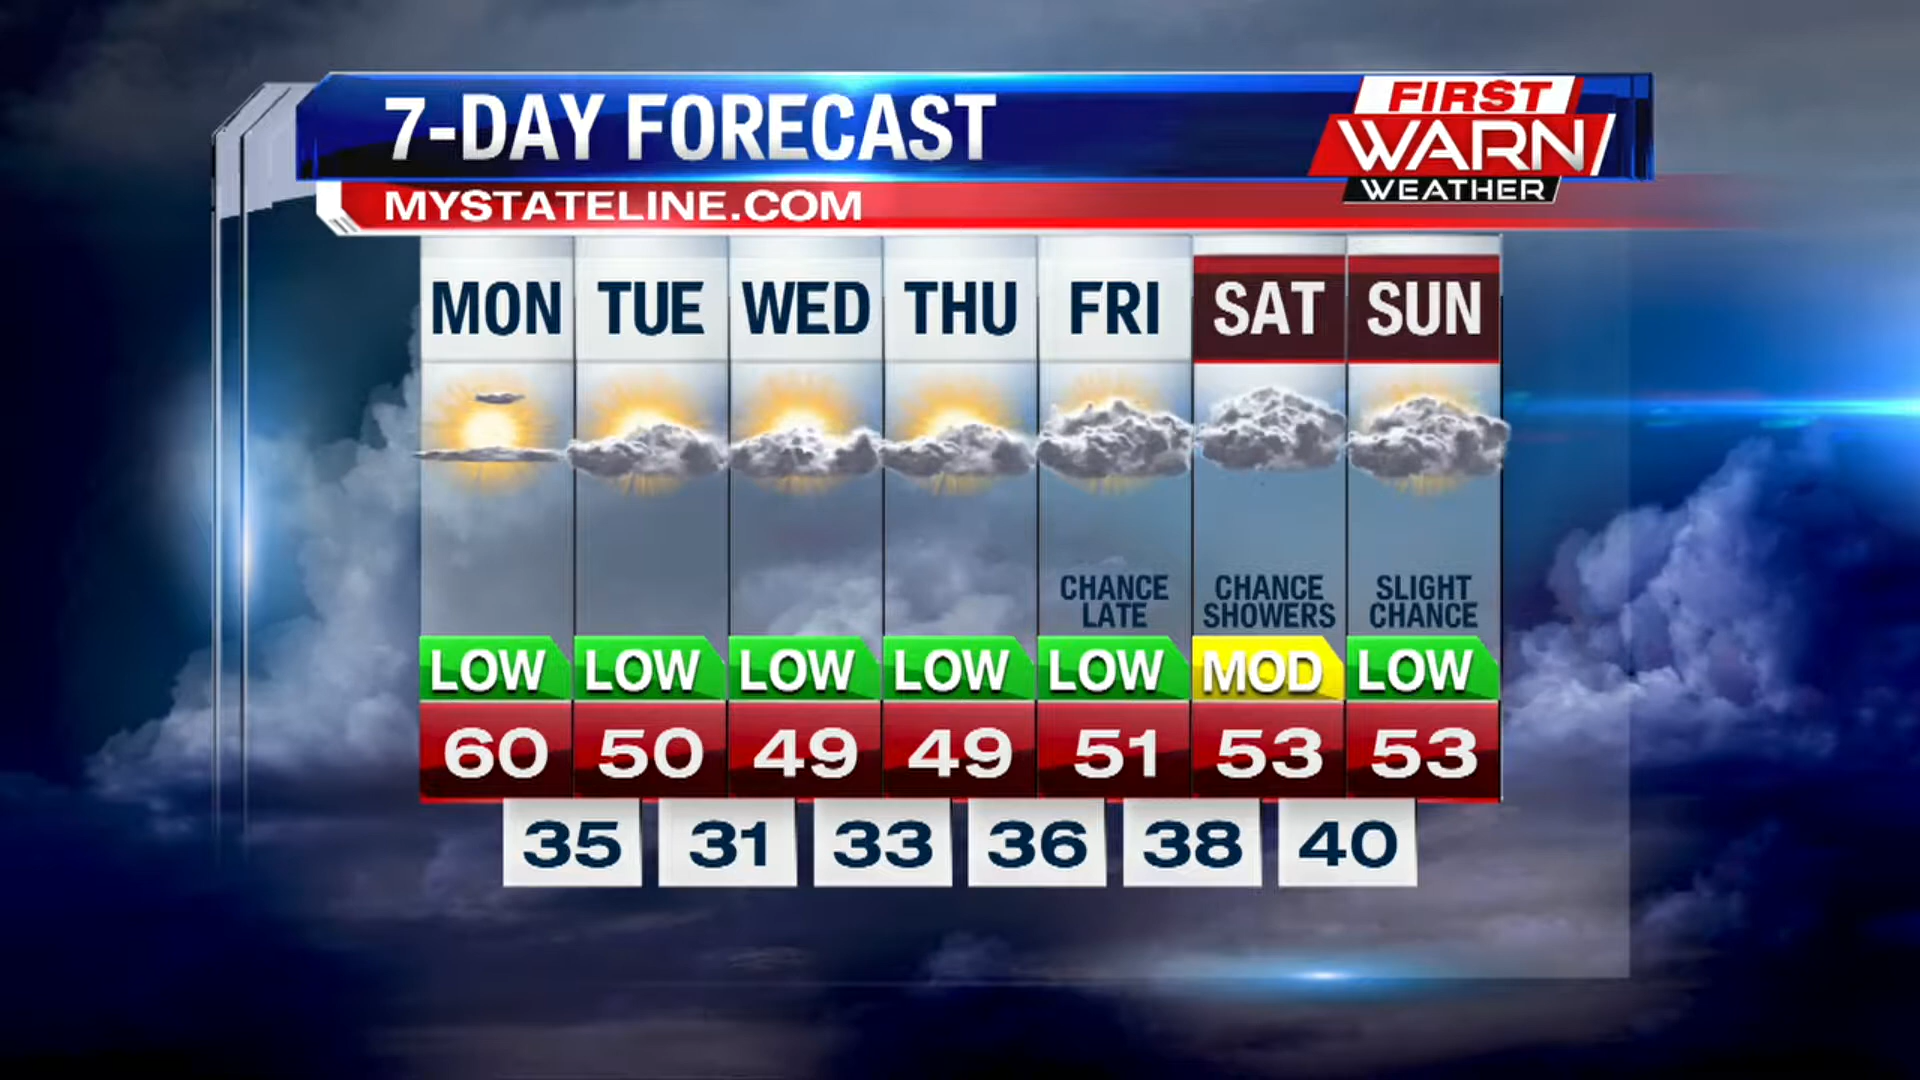 7-DAY FORECAST
MYSTATELINE.COM
FIRST
WARN
WEATHER
MON TUE WED THU FRI SAT SUN
CHANCE LATE
CHANCE SHOWERS
SLIGHT CHANCE
LOW LOW LOW LOW LOW MOD LOW
60 50 49 49 51 53 53
35 31 33 36 38 40